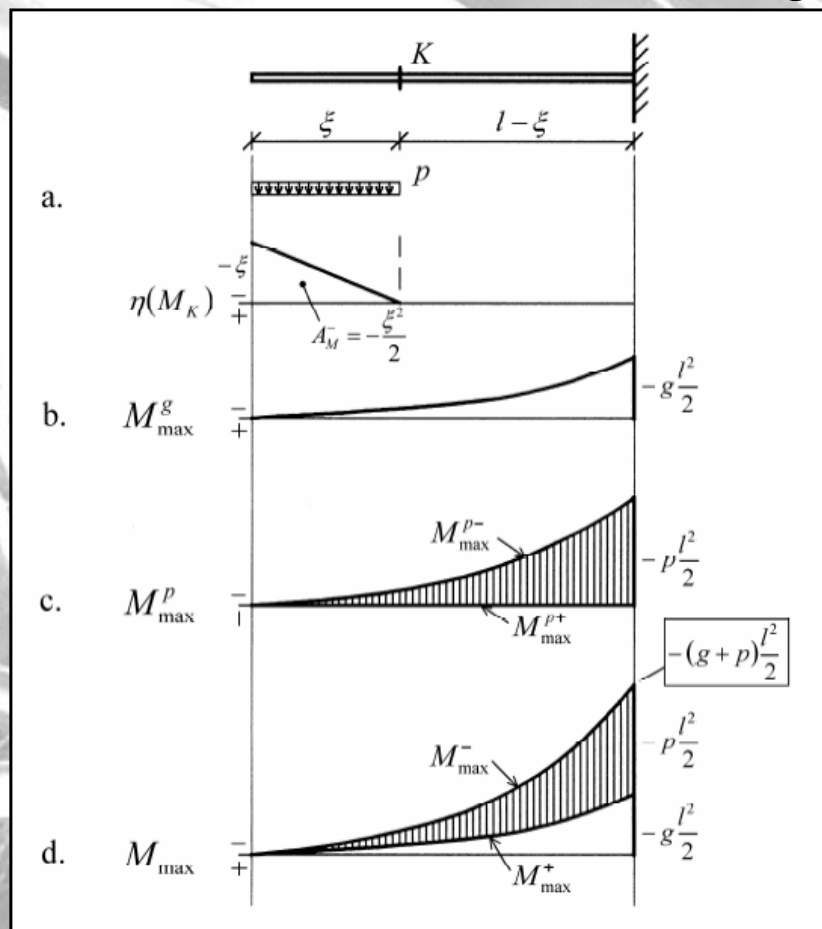 K
ξ
l − ξ
a.
p
−ξ
η(M_K) − +
A_M^− = −ξ²/2
b. M_max^g − +
−g l²/2
M_max^{p−}
−p l²/2
c. M_max^p −
M_max^{p+}
−(g + p) l²/2
M_max^−
−p l²/2
−g l²/2
d. M_max − +
M_max^+